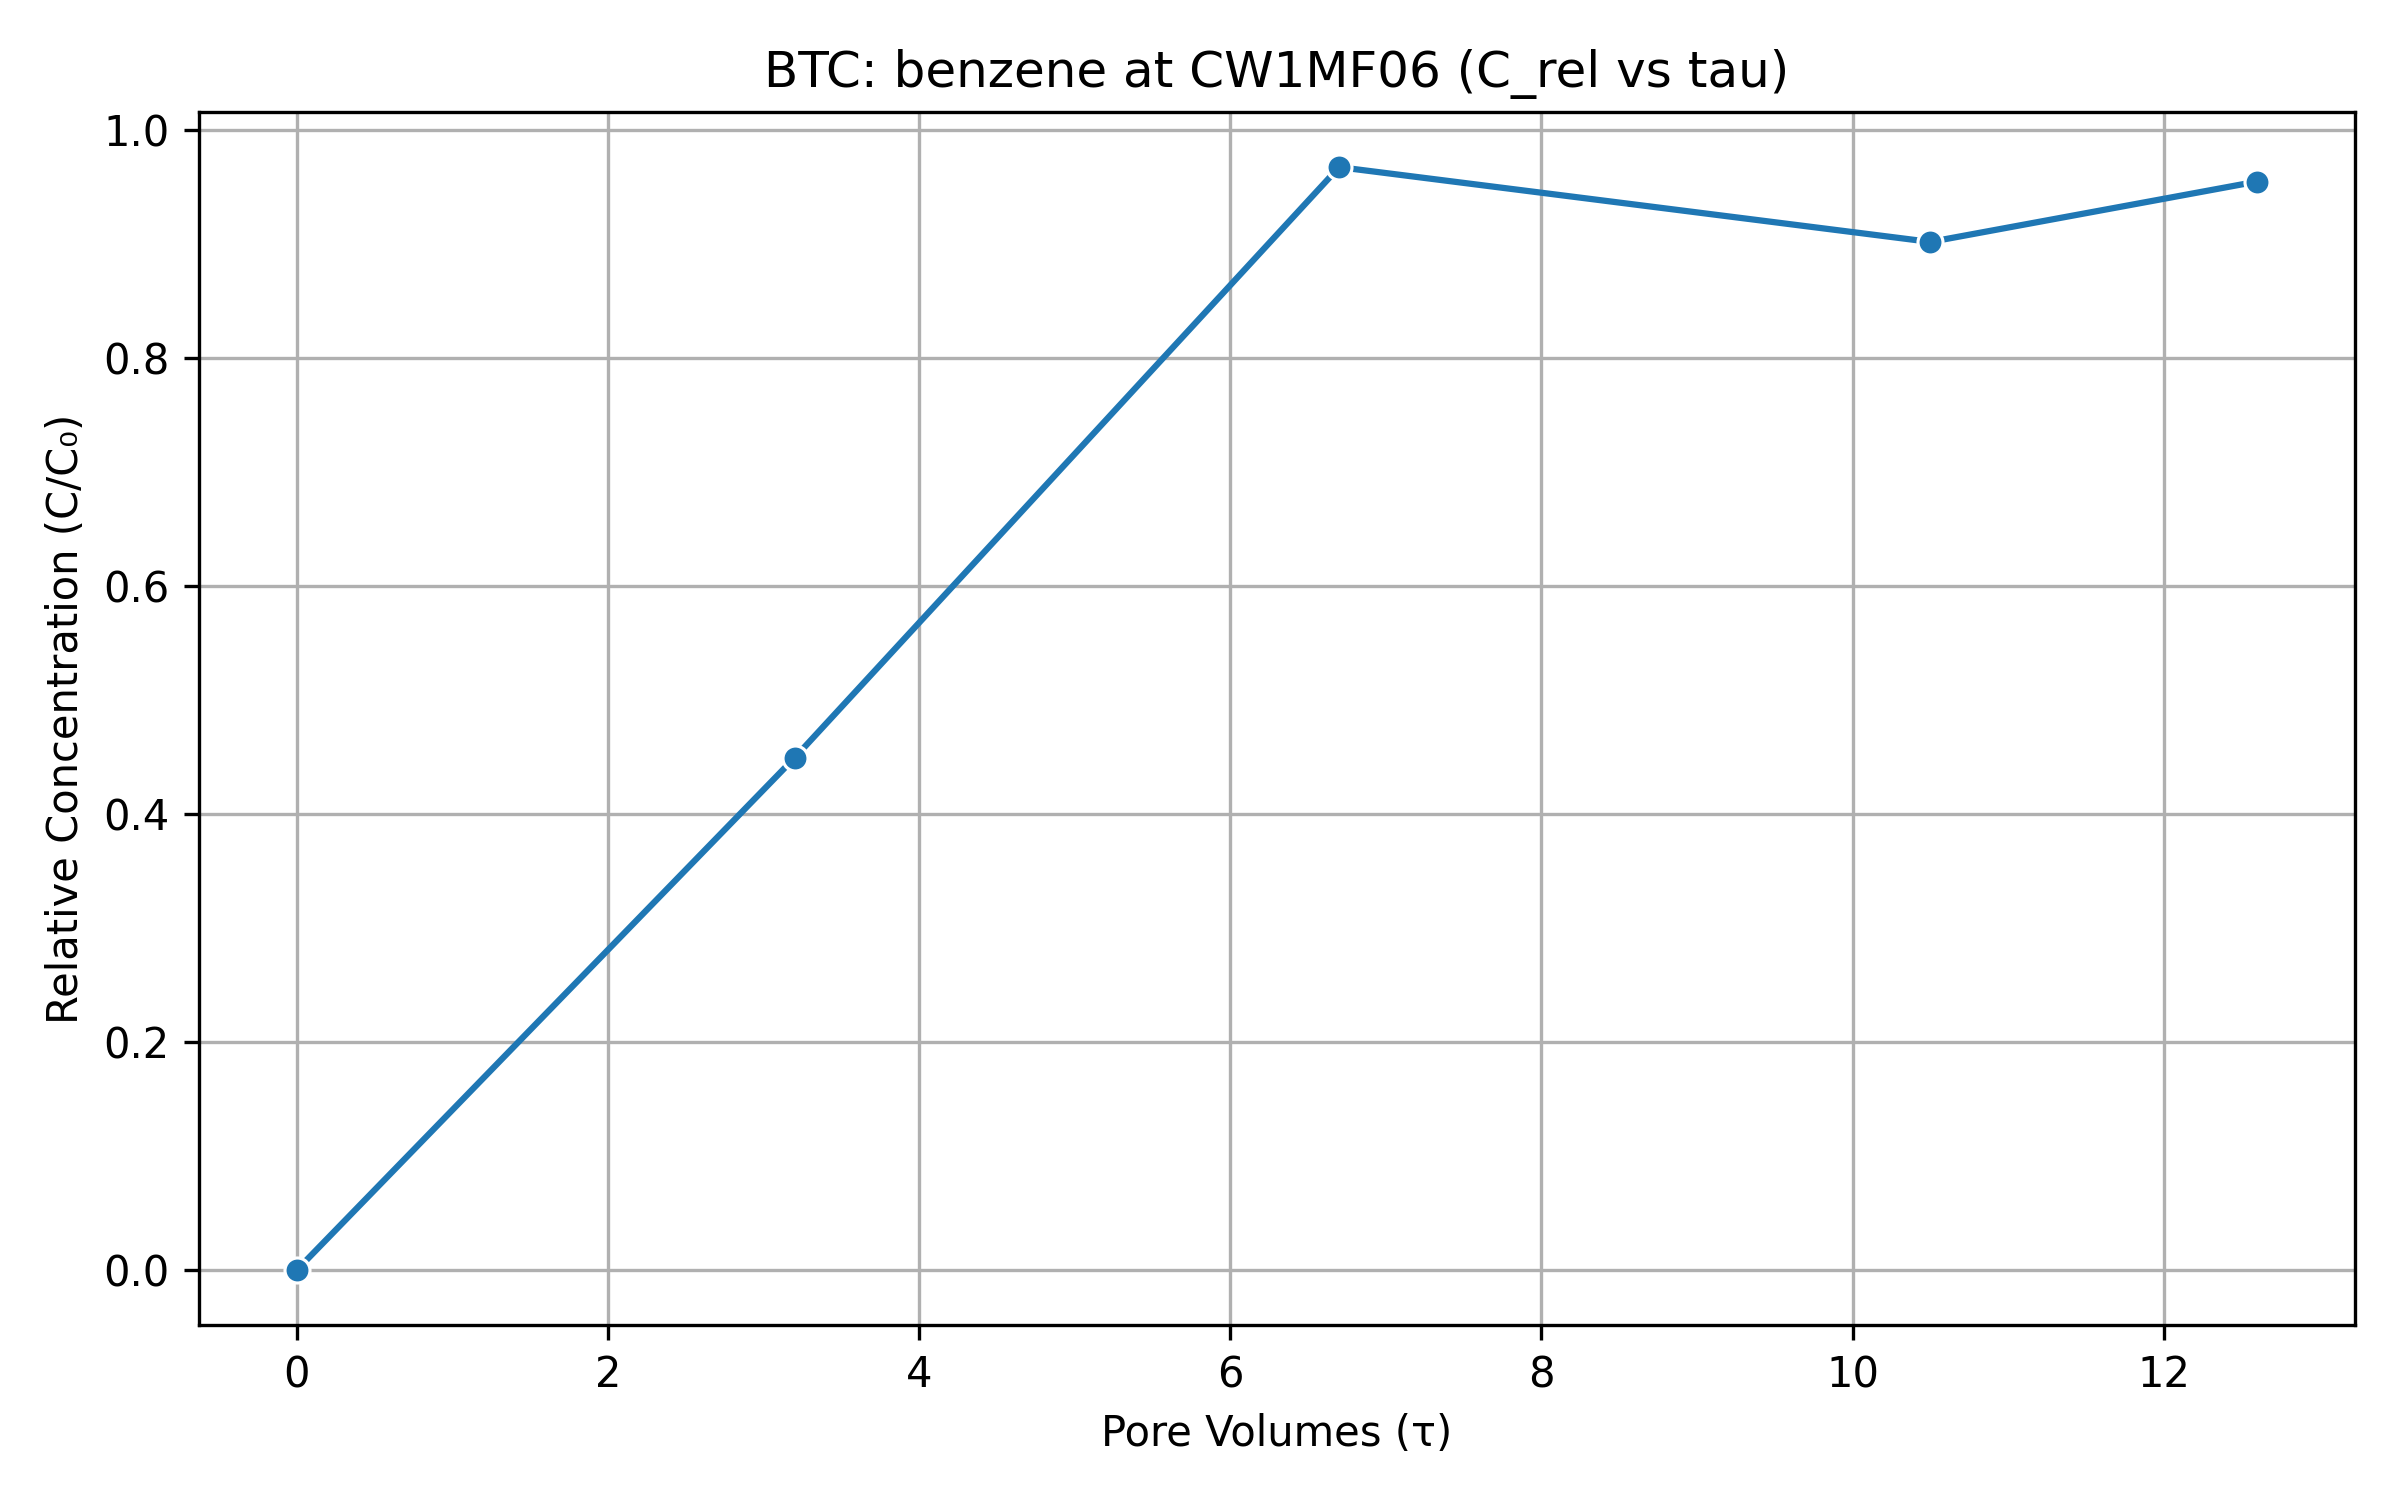 BTC: benzene at CW1MF06 (C_rel vs tau)
Relative Concentration (C/C₀)
1.0
0.8
0.6
0.4
0.2
0.0
0 2 4 6 8 10 12
Pore Volumes (τ)